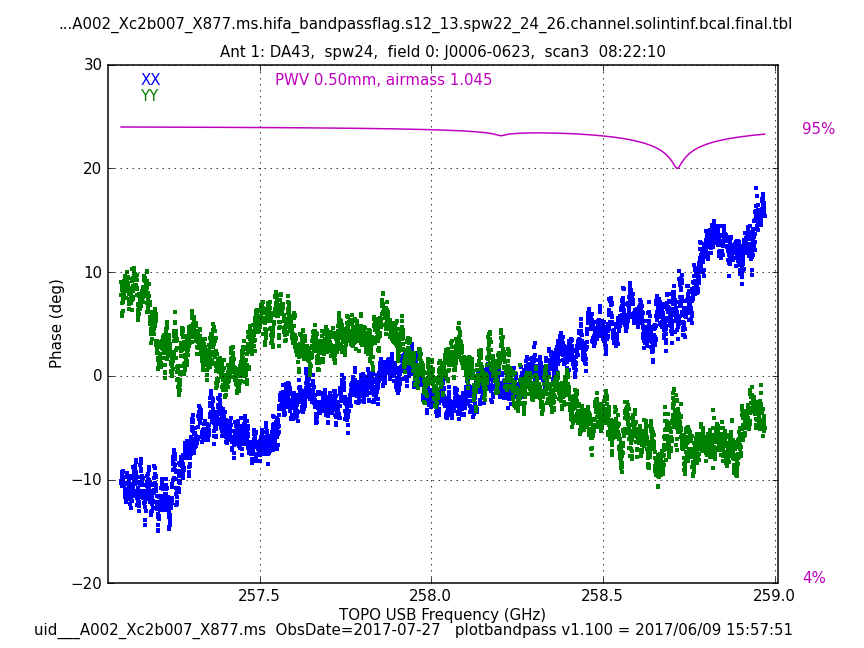 ...A002_Xc2b007_X877.ms.hifa_bandpassflag.s12_13.spw22_24_26.channel.solintinf.bcal.final.tbl
Ant 1: DA43, spw24, field 0: J0006-0623, scan3 08:22:10
30
XX
PWV 0.50mm, airmass 1.045
YY
95%
20
10
Phase (deg)
0
−10
−20
4%
257.5
258.0
258.5
259.0
TOPO USB Frequency (GHz)
uid___A002_Xc2b007_X877.ms ObsDate=2017-07-27 plotbandpass v1.100 = 2017/06/09 15:57:51